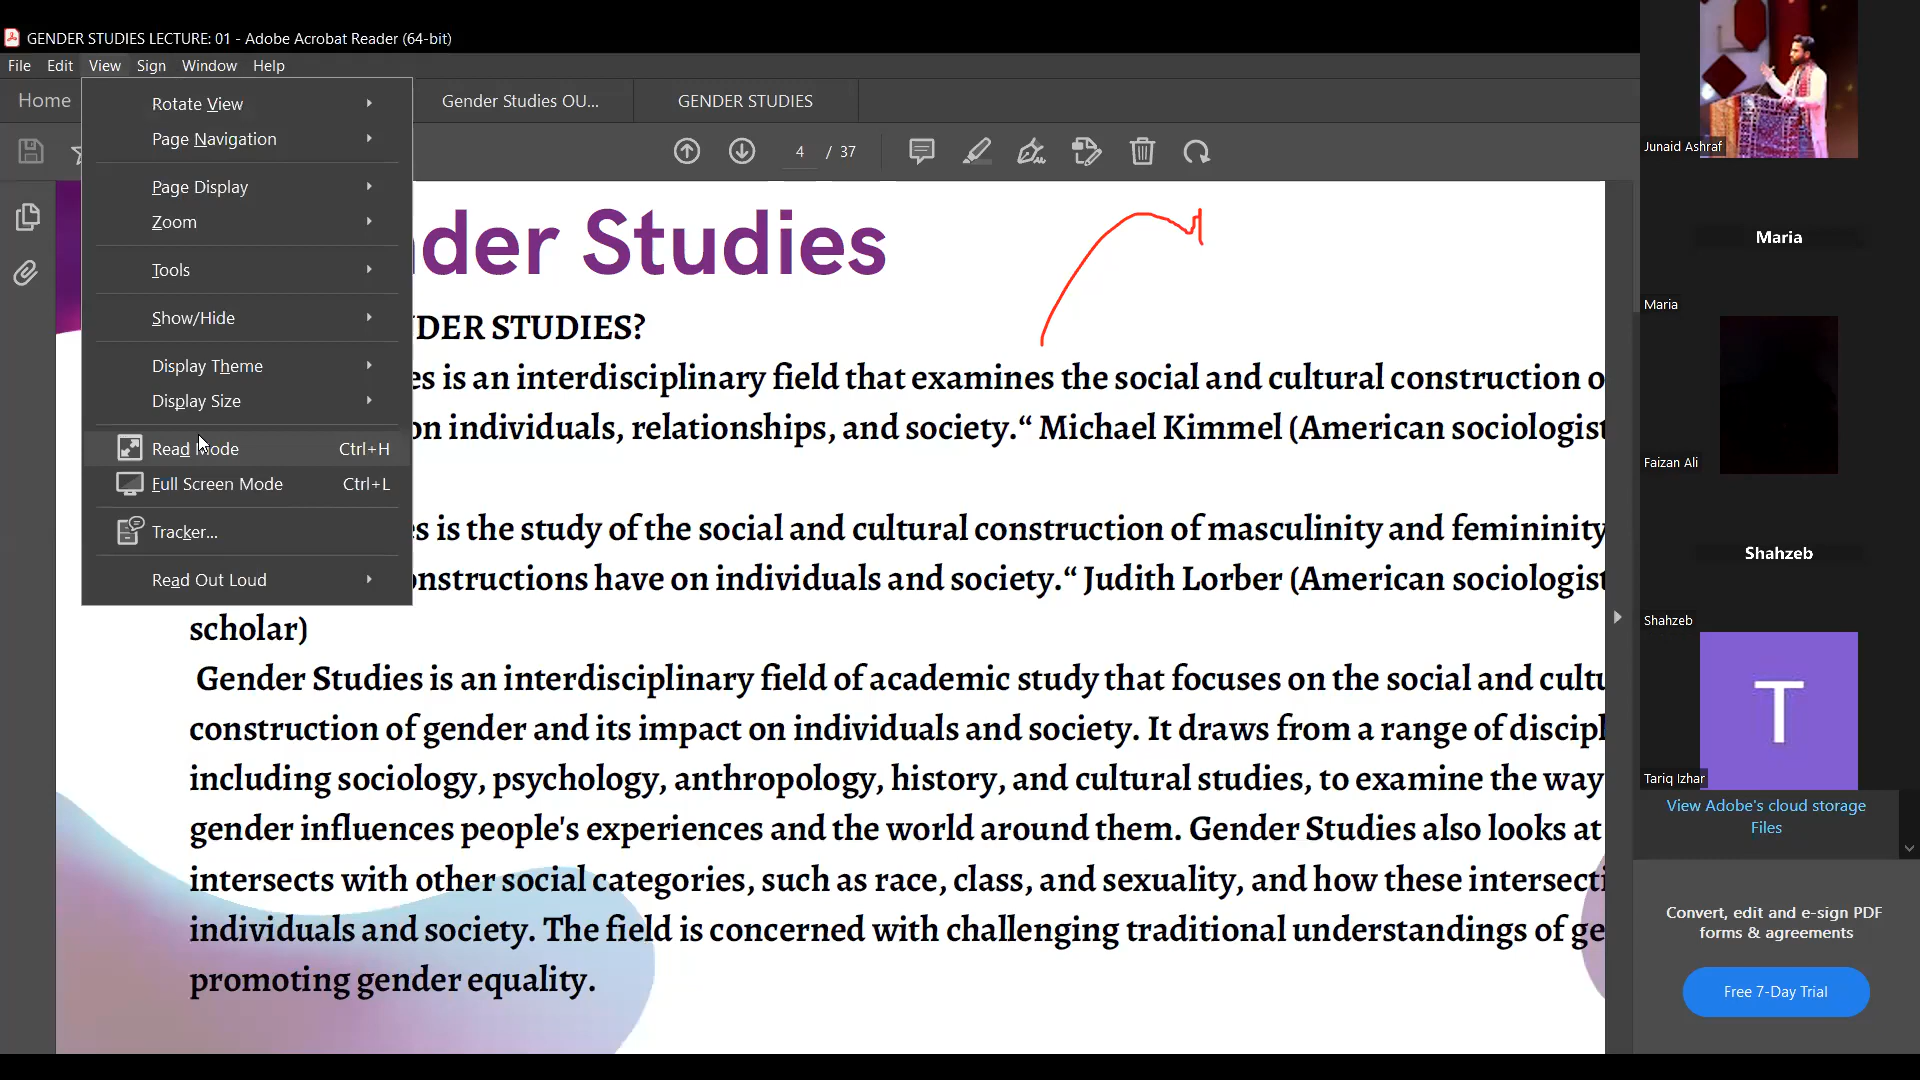 GENDER STUDIES LECTURE: 01 - Adobe Acrobat Reader (64-bit)
File Edit View Sign Window Help
Home
Gender Studies OU...
GENDER STUDIES
4 / 37
Rotate View
Page Navigation
Page Display
Zoom
Tools
Show/Hide
Display Theme
Display Size
Read Mode Ctrl+H
Full Screen Mode Ctrl+L
Tracker...
Read Out Loud
nder Studies
NDER STUDIES?
es is an interdisciplinary field that examines the social and cultural construction o
on individuals, relationships, and society.“ Michael Kimmel (American sociologist
es is the study of the social and cultural construction of masculinity and femininity
onstructions have on individuals and society.“ Judith Lorber (American sociologist
scholar)
Gender Studies is an interdisciplinary field of academic study that focuses on the social and cultu
construction of gender and its impact on individuals and society. It draws from a range of discipl
including sociology, psychology, anthropology, history, and cultural studies, to examine the way
gender influences people's experiences and the world around them. Gender Studies also looks at
intersects with other social categories, such as race, class, and sexuality, and how these intersecti
individuals and society. The field is concerned with challenging traditional understandings of ge
promoting gender equality.
Junaid Ashraf
Maria
Maria
Faizan Ali
Shahzeb
Shahzeb
T
Tariq Izhar
View Adobe's cloud storage
Files
Convert, edit and e-sign PDF
forms & agreements
Free 7-Day Trial